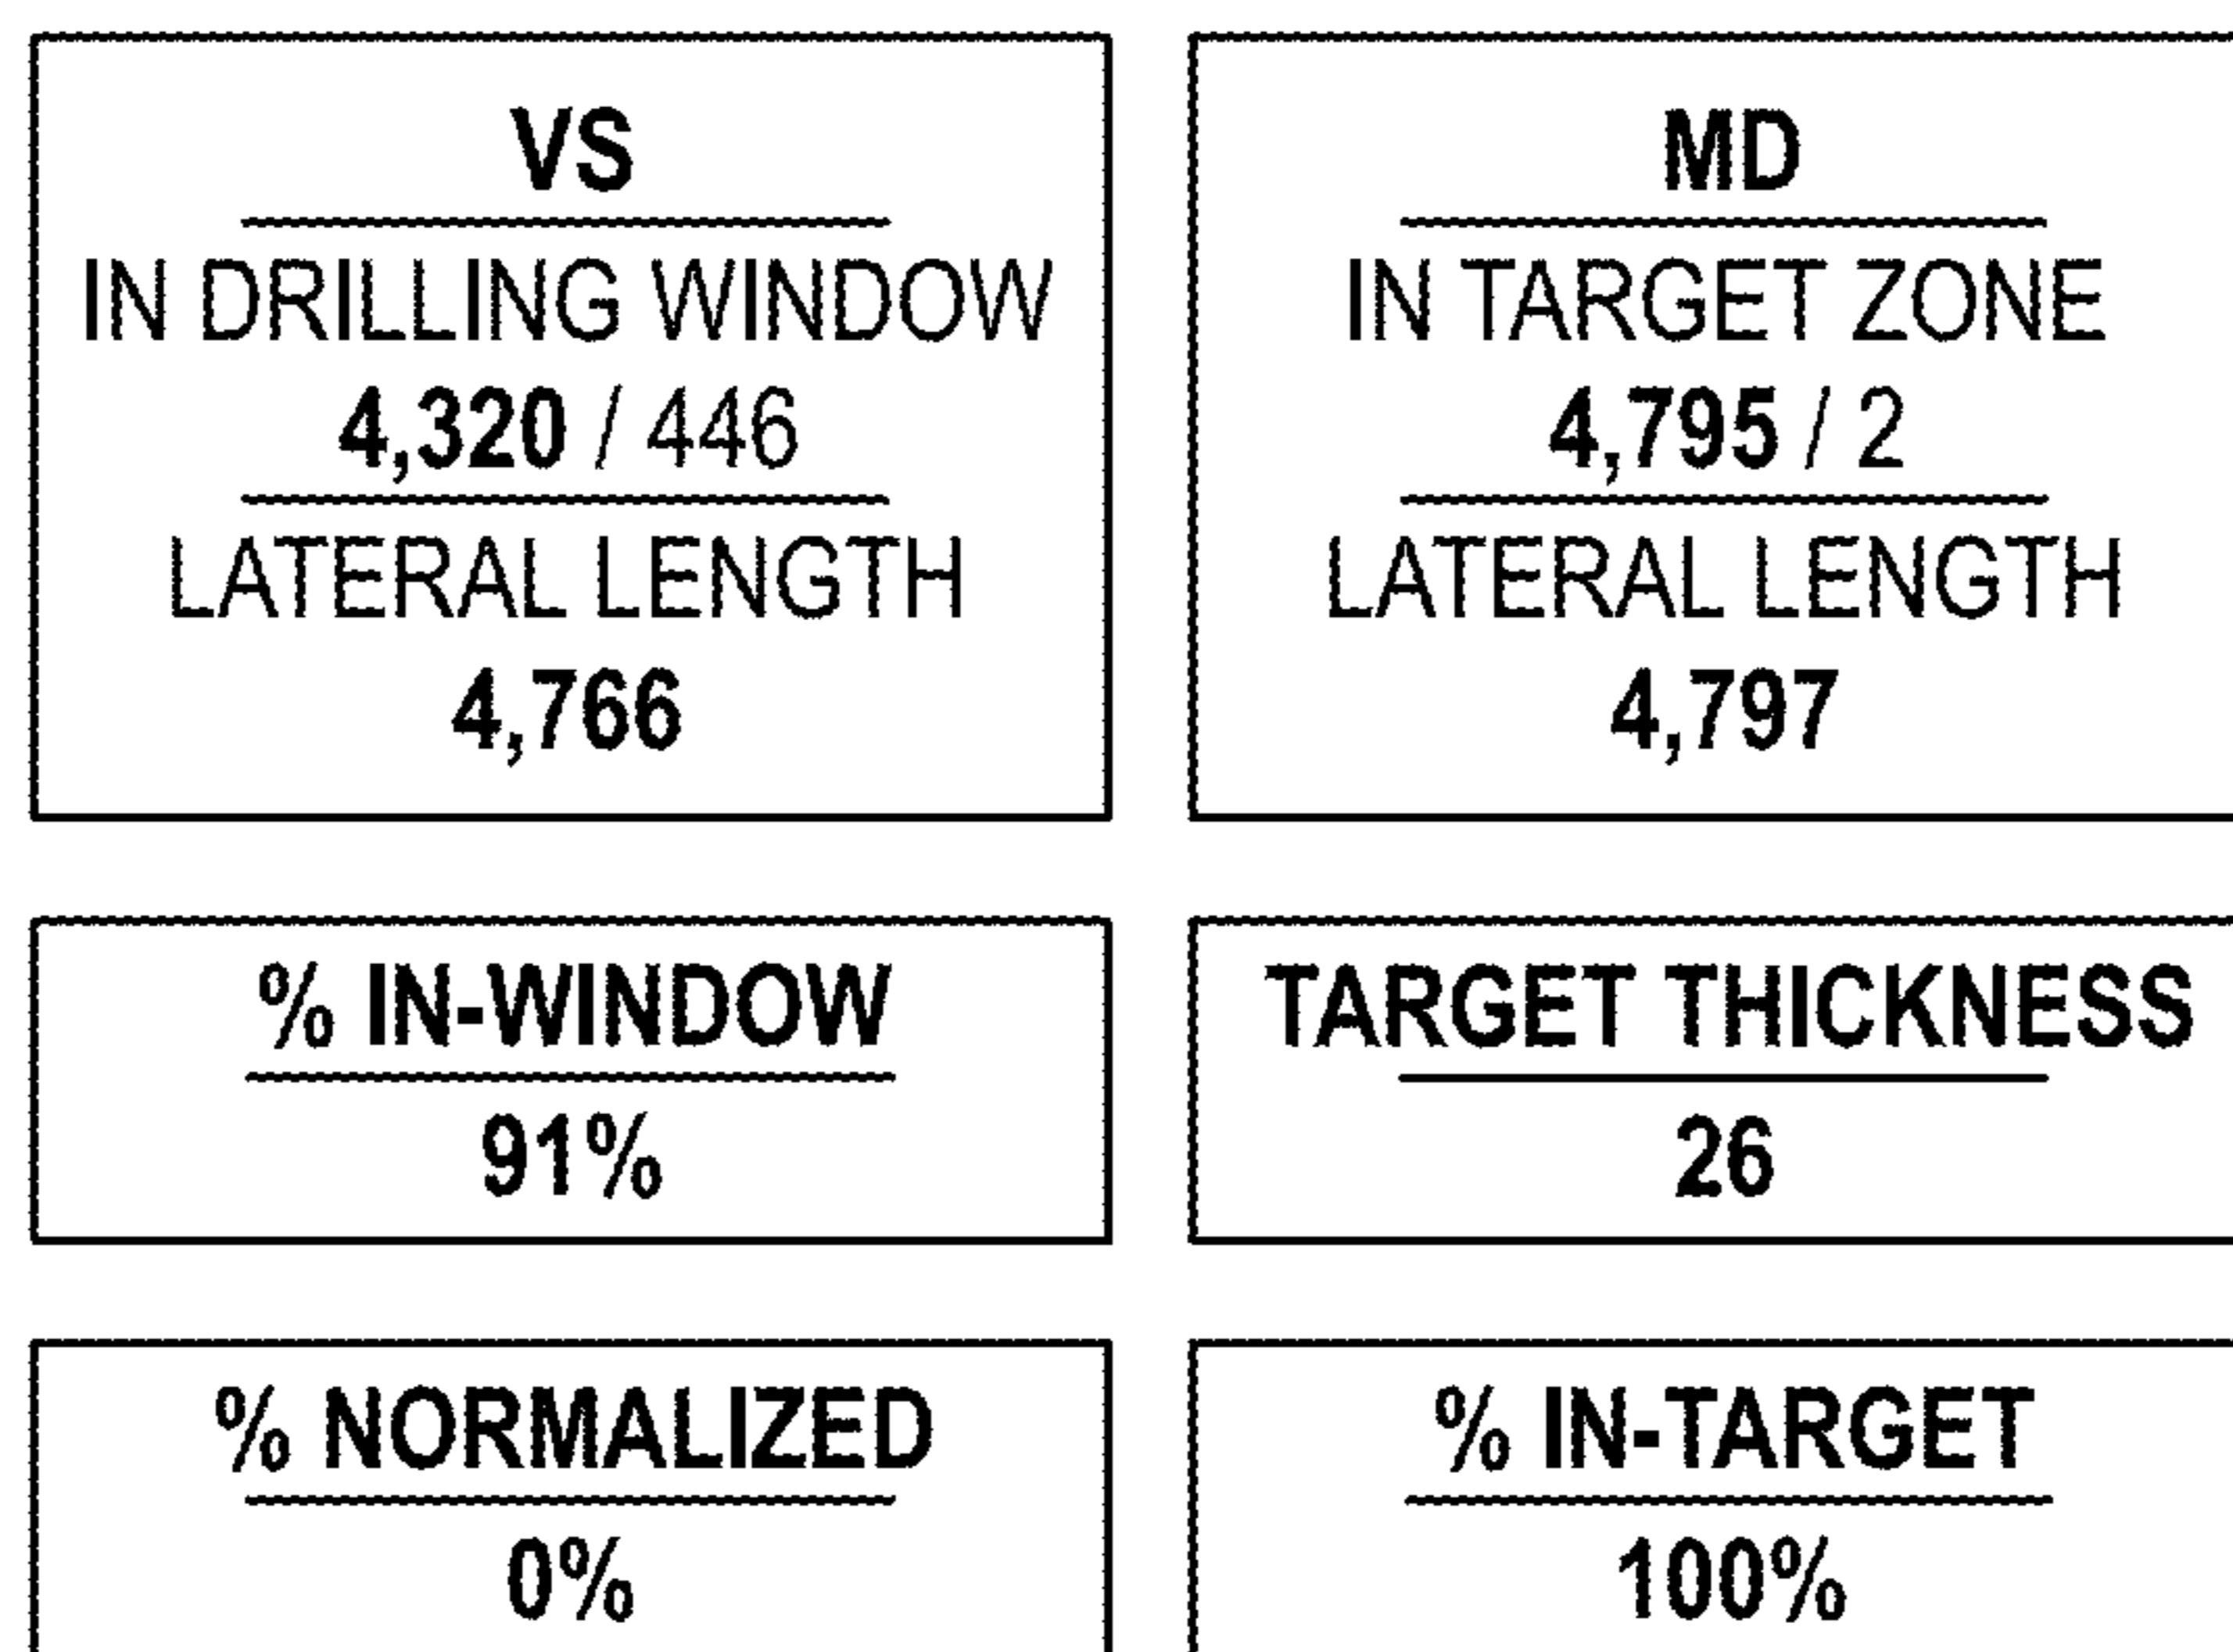 VS
IN DRILLING WINDOW
4,320 / 446
LATERAL LENGTH
4,766
MD
IN TARGET ZONE
4,795 / 2
LATERAL LENGTH
4,797
% IN-WINDOW
91%
TARGET THICKNESS
26
% NORMALIZED
0%
% IN-TARGET
100%